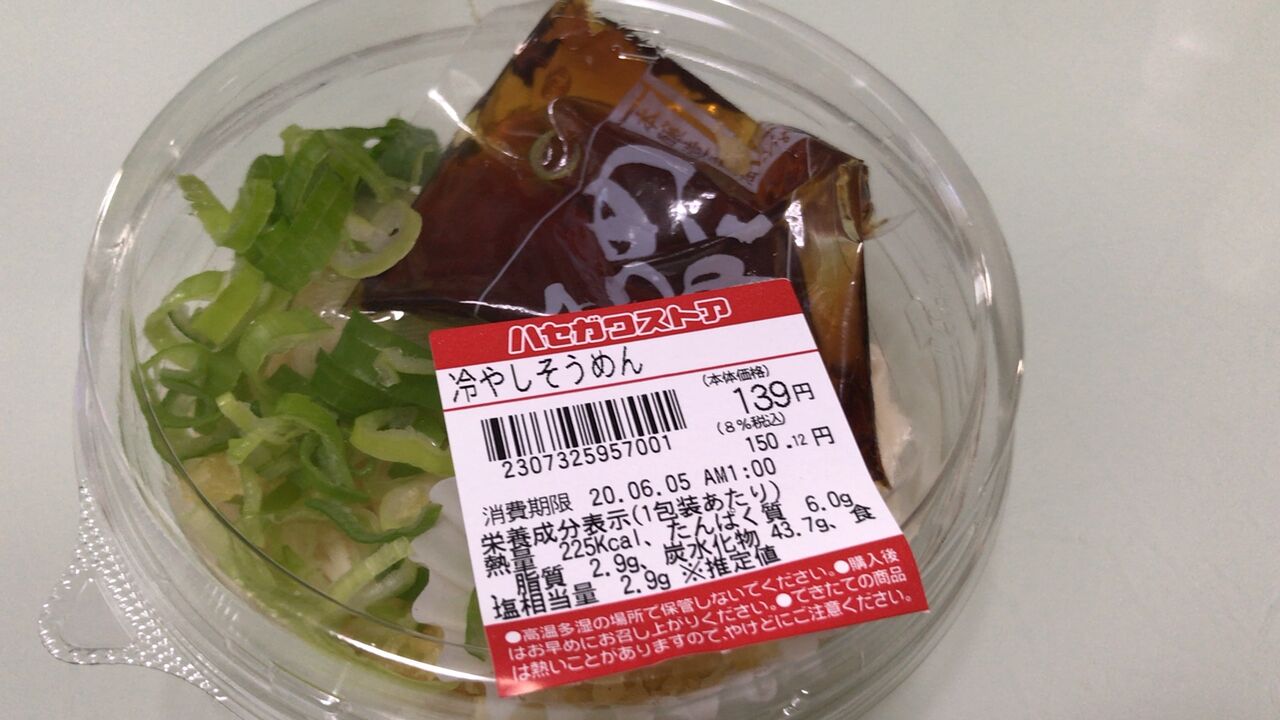 めん
ハセガワストア
冷やしそうめん
(本体価格)
139円
(8%税込)
150.12円
2307325957001
消費期限 20.06.05 AM1:00
栄養成分表示(1包装あたり)
熱量 225Kcal、たんぱく質 6.0g、
脂質 2.9g、炭水化物 43.7g、食
塩相当量 2.9g ※推定値
●高温多湿の場所で保管しないでください。●購入後
はお早めにお召し上がりください。●できたての商品
は熱いことがありますので、やけどにご注意ください。